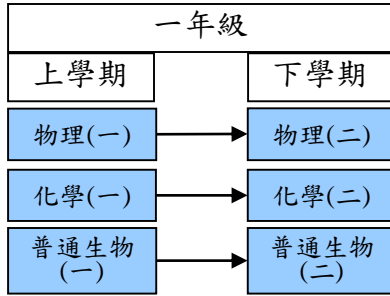 一年級
上學期 下學期
物理(一) 物理(二)
化學(一) 化學(二)
普通生物 普通生物
(一) (二)